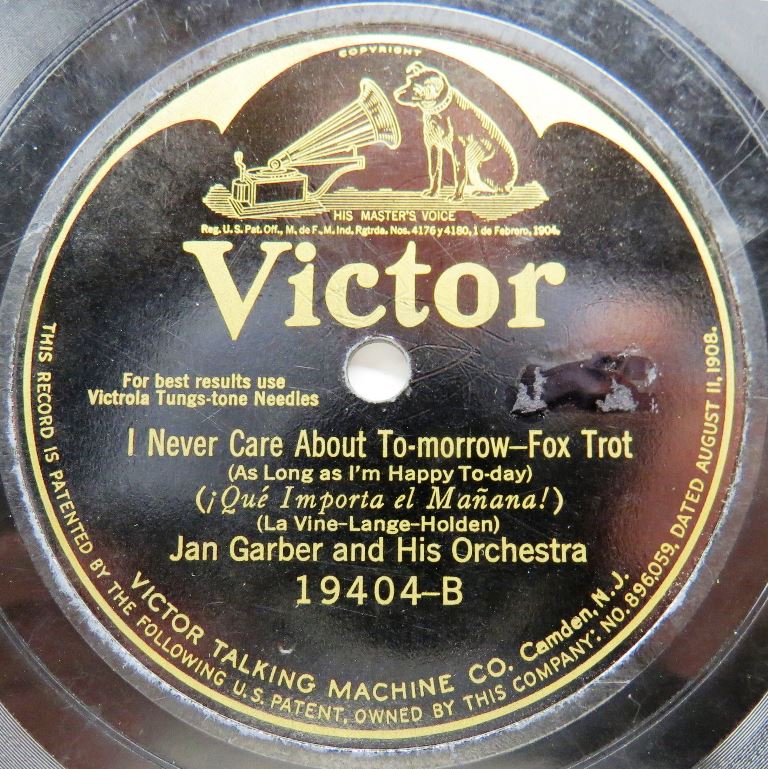 COPYRIGHT
HIS MASTER'S VOICE
Reg. U.S. Pat. Off., M. de F., M. Ind. Rgtrda. Nos. 4176 y 4180, 1 de Febrero, 1904.
Victor
For best results use
Victrola Tungs-tone Needles
I Never Care About To-morrow–Fox Trot
(As Long as I'm Happy To-day)
(¡Qué Importa el Mañana!)
(La Vine-Lange-Holden)
Jan Garber and His Orchestra
19404-B
VICTOR TALKING MACHINE CO. Camden, N.J.
THIS RECORD IS PATENTED BY THE FOLLOWING U.S. PATENT, OWNED BY THIS COMPANY: NO. 896,059, DATED AUGUST 11, 1908.